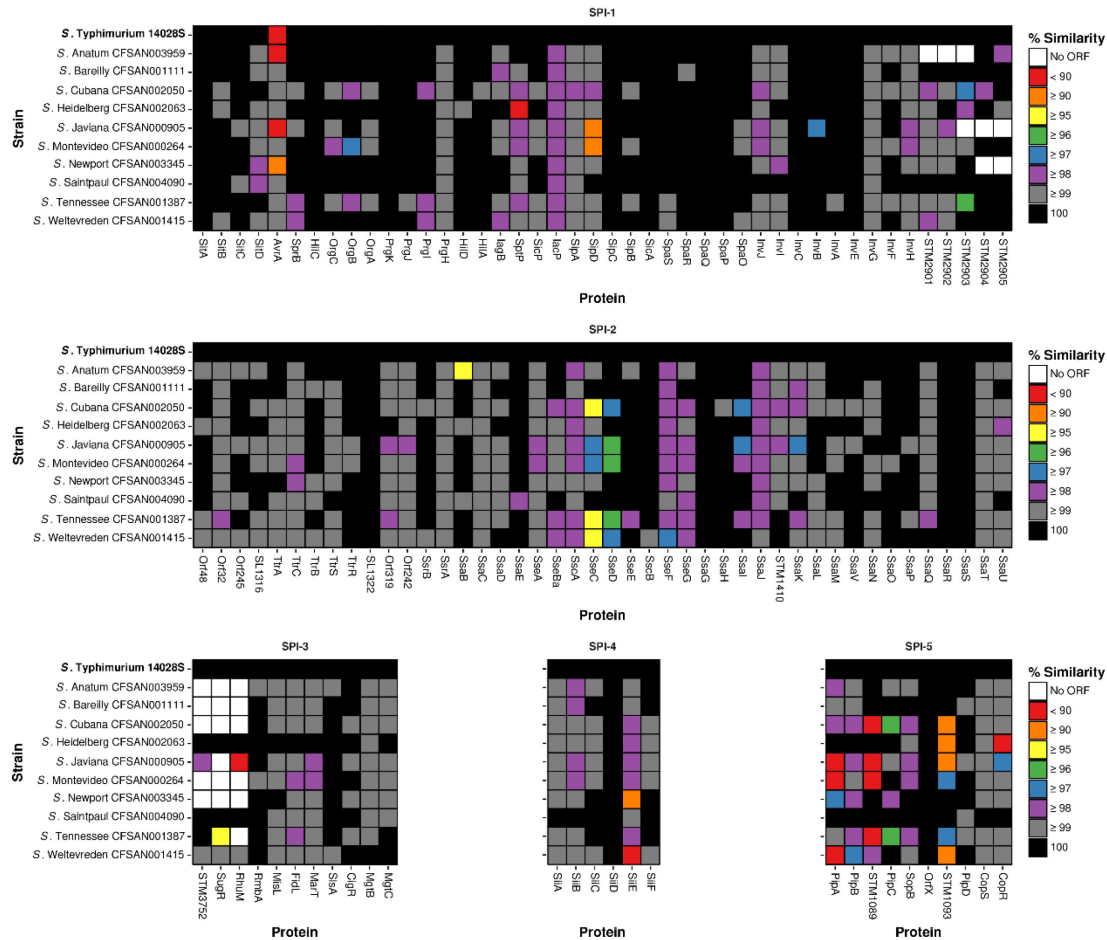 SPI-1
S. Typhimurium 14028S
S. Anatum CFSAN003959
S. Bareilly CFSAN001111
S. Cubana CFSAN002050
S. Heidelberg CFSAN002063
S. Javiana CFSAN000905
S. Montevideo CFSAN000264
S. Newport CFSAN003345
S. Saintpaul CFSAN004090
S. Tennessee CFSAN001387
S. Weltevreden CFSAN001415
Strain
SitA SitB SitC SitD AvrA SprB HilC OrgC OrgB OrgA PrgK PrgJ PrgI PrgH HilD HilA IagB SptP SicP IacP SipA SipD SipC SipB SicA SpaS SpaR SpaQ SpaP SpaO InvJ InvI InvC InvB InvA InvE InvG InvF InvH STM2901 STM2902 STM2903 STM2904 STM2905
Protein
% Similarity
No ORF
< 90
≥ 90
≥ 95
≥ 96
≥ 97
≥ 98
≥ 99
100
SPI-2
S. Typhimurium 14028S
S. Anatum CFSAN003959
S. Bareilly CFSAN001111
S. Cubana CFSAN002050
S. Heidelberg CFSAN002063
S. Javiana CFSAN000905
S. Montevideo CFSAN000264
S. Newport CFSAN003345
S. Saintpaul CFSAN004090
S. Tennessee CFSAN001387
S. Weltevreden CFSAN001415
Strain
Orf48 Orf32 Orf245 SL1316 TtrA TtrC TtrB TtrS TtrR SL1322 Orf319 Orf242 SsrB SsrA SsaB SsaC SsaD SsaE SseA SseBa SscA SseC SseD SseE SscB SseF SseG SsaG SsaH SsaI SsaJ STM1410 SsaK SsaL SsaM SsaV SsaN SsaO SsaP SsaQ SsaR SsaS SsaT SsaU
Protein
% Similarity
No ORF
< 90
≥ 90
≥ 95
≥ 96
≥ 97
≥ 98
≥ 99
100
SPI-3
S. Typhimurium 14028S
S. Anatum CFSAN003959
S. Bareilly CFSAN001111
S. Cubana CFSAN002050
S. Heidelberg CFSAN002063
S. Javiana CFSAN000905
S. Montevideo CFSAN000264
S. Newport CFSAN003345
S. Saintpaul CFSAN004090
S. Tennessee CFSAN001387
S. Weltevreden CFSAN001415
Strain
STM3752 SugR RhuM RmbA MisL FidL MarT SlsA CigR MgtB MgtC
Protein
SPI-4
SiiA SiiB SiiC SiiD SiiE SiiF
Protein
SPI-5
PipA PipB STM1089 PipC SopB OrfX STM1093 PipD CopS CopR
Protein
% Similarity
No ORF
< 90
≥ 90
≥ 95
≥ 96
≥ 97
≥ 98
≥ 99
100